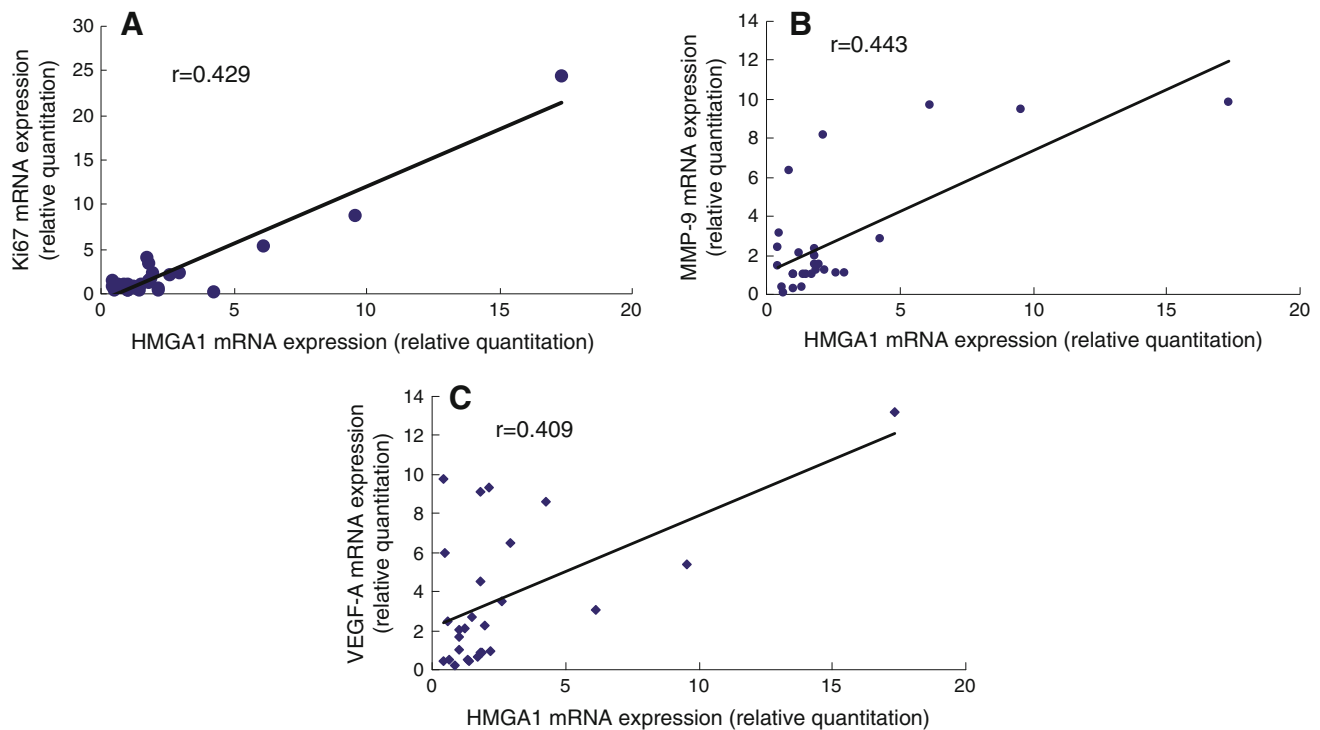 A
r=0.429
Ki67 mRNA expression
(relative quantitation)
30
25
20
15
10
5
0
0 5 10 15 20
HMGA1 mRNA expression (relative quantitation)
B
r=0.443
MMP-9 mRNA expression
(relative quantitation)
14
12
10
8
6
4
2
0
0 5 10 15 20
HMGA1 mRNA expression (relative quantitation)
C
r=0.409
VEGF-A mRNA expression
(relative quantitation)
14
12
10
8
6
4
2
0
0 5 10 15 20
HMGA1 mRNA expression (relative quantitation)